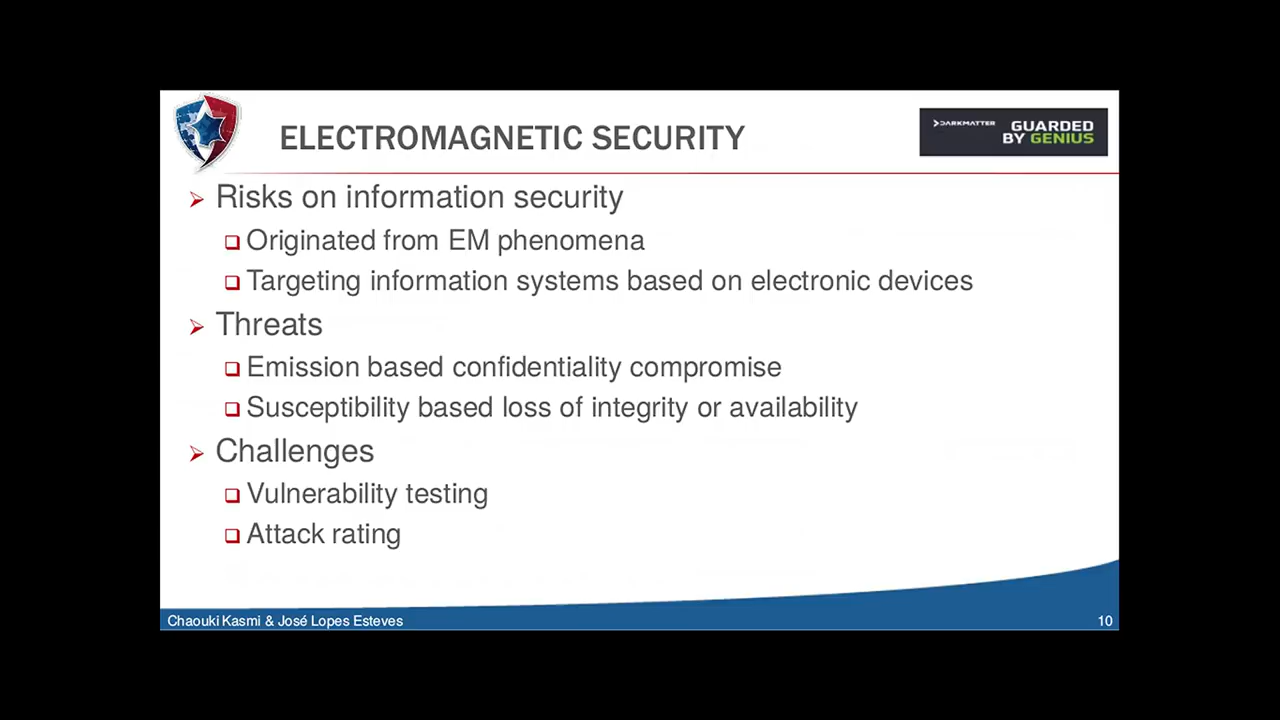 ELECTROMAGNETIC SECURITY
DARKMATTER
GUARDED
BY GENIUS
Risks on information security
Originated from EM phenomena
Targeting information systems based on electronic devices
Threats
Emission based confidentiality compromise
Susceptibility based loss of integrity or availability
Challenges
Vulnerability testing
Attack rating
Chaouki Kasmi & José Lopes Esteves
10